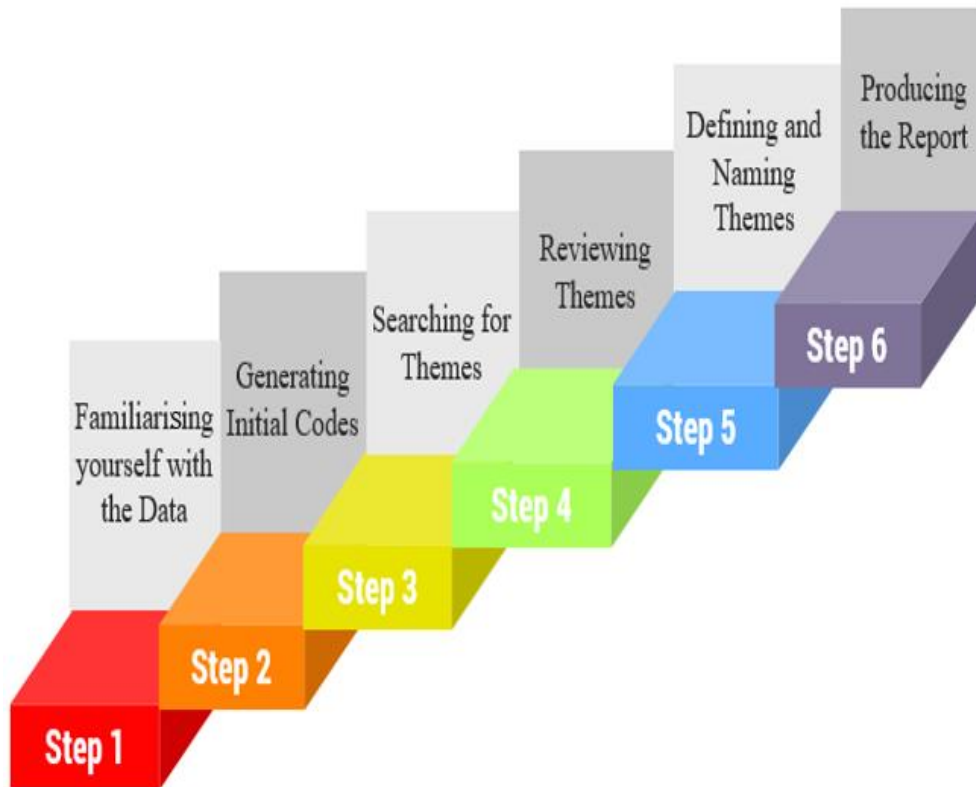 Familiarising
yourself with
the Data
Step 1
Generating
Initial Codes
Step 2
Searching for
Themes
Step 3
Reviewing
Themes
Step 4
Defining and
Naming
Themes
Step 5
Producing
the Report
Step 6